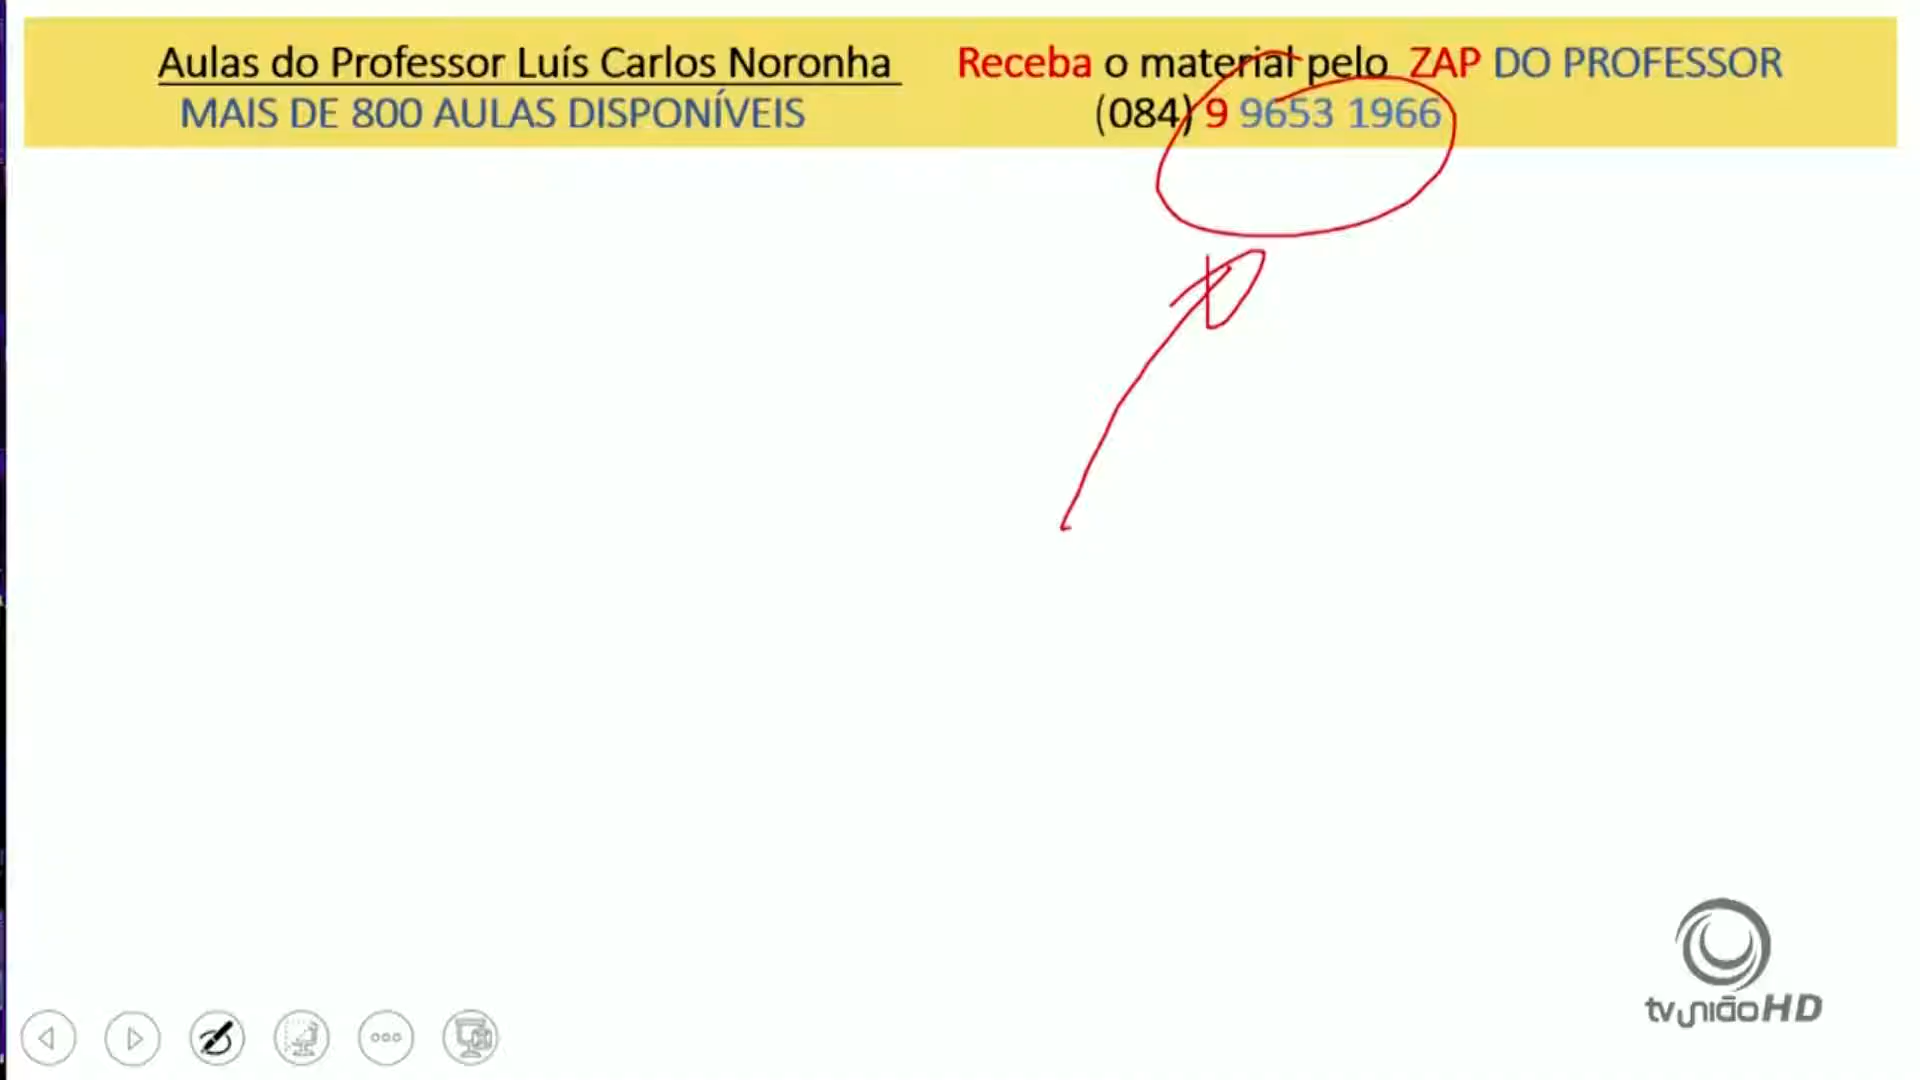 Aulas do Professor Luís Carlos Noronha
MAIS DE 800 AULAS DISPONÍVEIS
Receba o material pelo ZAP DO PROFESSOR
(084) 9 9653 1966
tvuniãoHD